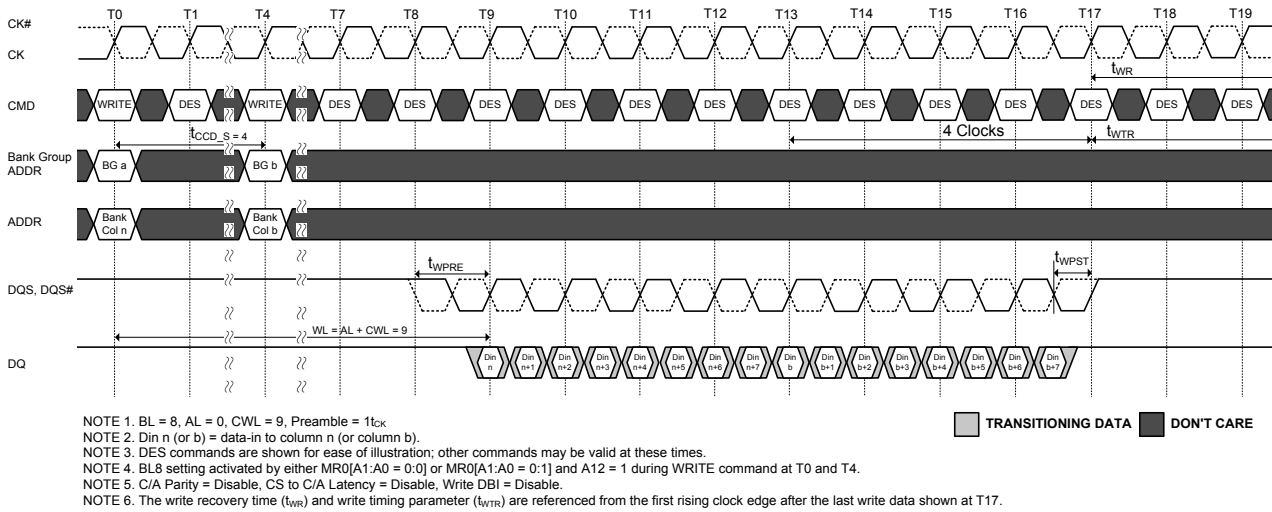 T0 T1 T4 T7 T8 T9 T10 T11 T12 T13 T14 T15 T16 T17 T18 T19
CK#
CK
tWR
CMD WRITE DES WRITE DES DES DES DES DES DES DES DES DES DES DES DES DES
tCCD_S = 4
4 Clocks
tWTR
Bank Group
ADDR
BG a BG b
ADDR
Bank
Col n
Bank
Col b
tWPRE
tWPST
DQS, DQS#
WL = AL + CWL = 9
DQ
Din
n
Din
n+1
Din
n+2
Din
n+3
Din
n+4
Din
n+5
Din
n+6
Din
n+7
Din
b
Din
b+1
Din
b+2
Din
b+3
Din
b+4
Din
b+5
Din
b+6
Din
b+7
TRANSITIONING DATA DON'T CARE
NOTE 1. BL = 8, AL = 0, CWL = 9, Preamble = 1tCK
NOTE 2. Din n (or b) = data-in to column n (or column b).
NOTE 3. DES commands are shown for ease of illustration; other commands may be valid at these times.
NOTE 4. BL8 setting activated by either MR0[A1:A0 = 0:0] or MR0[A1:A0 = 0:1] and A12 = 1 during WRITE command at T0 and T4.
NOTE 5. C/A Parity = Disable, CS to C/A Latency = Disable, Write DBI = Disable.
NOTE 6. The write recovery time (tWR) and write timing parameter (tWTR) are referenced from the first rising clock edge after the last write data shown at T17.